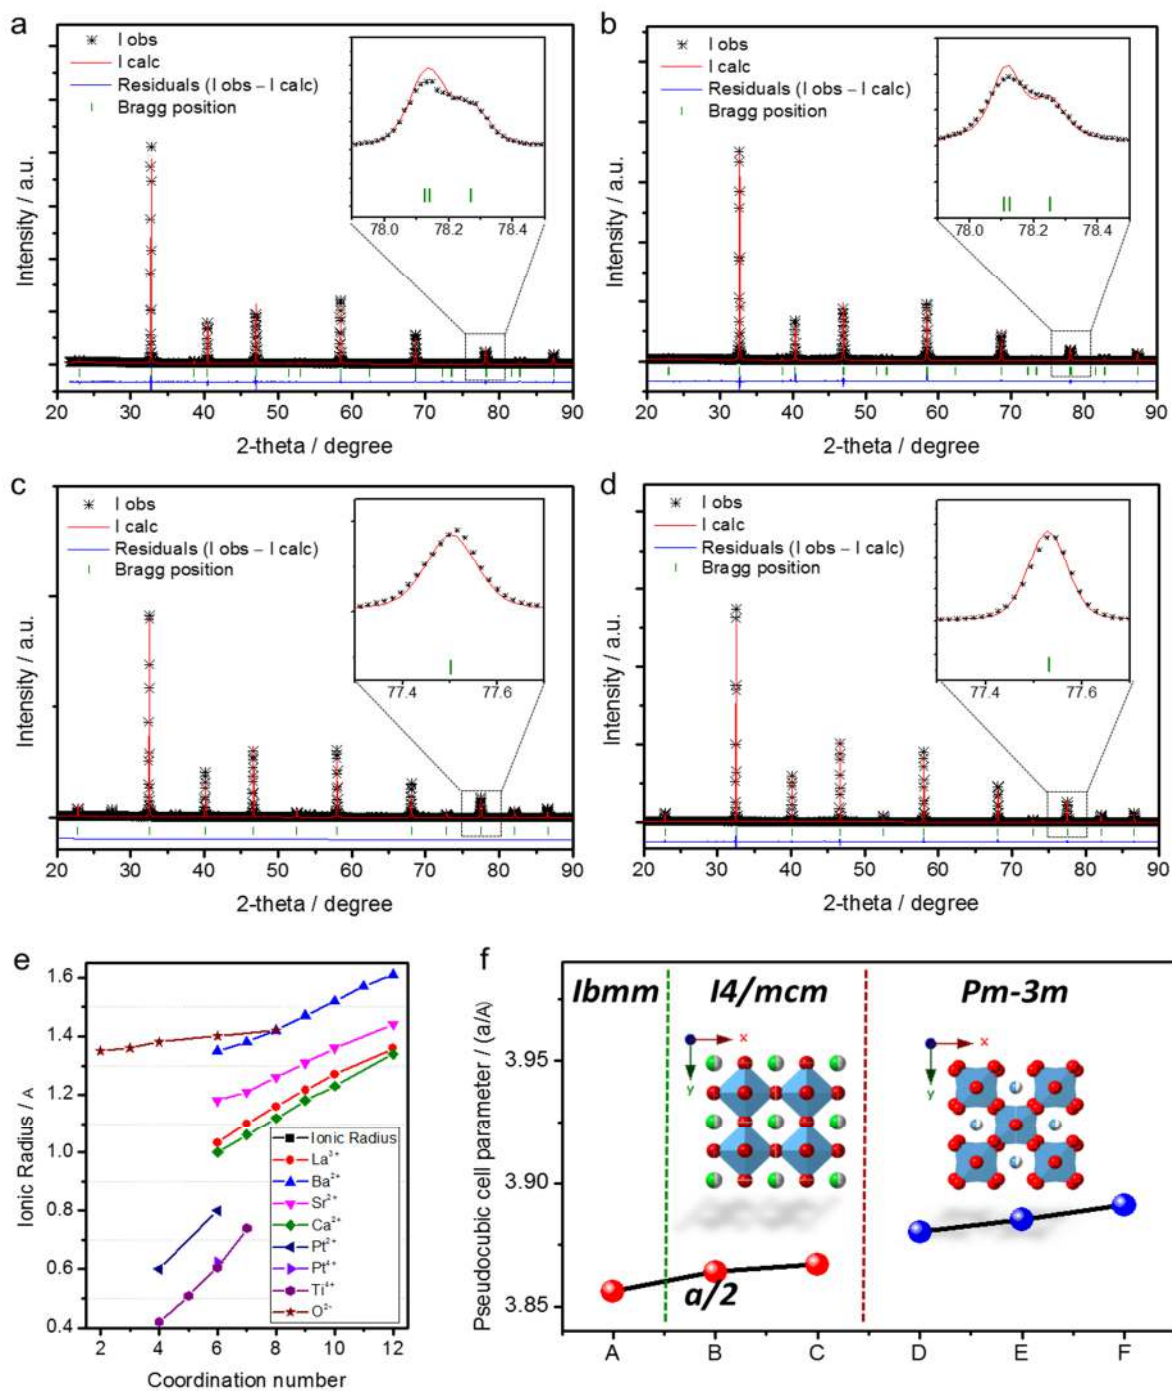 a
I obs
I calc
Residuals (I obs – I calc)
Bragg position
78.0 78.2 78.4
Intensity / a.u.
20 30 40 50 60 70 80 90
2-theta / degree
b
I obs
I calc
Residuals (I obs – I calc)
Bragg position
78.0 78.2 78.4
Intensity / a.u.
20 30 40 50 60 70 80 90
2-theta / degree
c
I obs
I calc
Residuals (I obs – I calc)
Bragg position
77.4 77.6
Intensity / a.u.
20 30 40 50 60 70 80 90
2-theta / degree
d
I obs
I calc
Residuals (I obs – I calc)
Bragg position
77.4 77.6
Intensity / a.u.
20 30 40 50 60 70 80 90
2-theta / degree
e
Ionic Radius / A
1.6
1.4
1.2
1.0
0.8
0.6
0.4
Ionic Radius
La³⁺
Ba²⁺
Sr²⁺
Ca²⁺
Pt²⁺
Pt⁴⁺
Ti⁴⁺
O²⁻
2 4 6 8 10 12
Coordination number
f
Pseudocubic cell parameter / (a/A)
Ibmm I4/mcm Pm-3m
x
y
x
y
3.95
3.90
3.85
a/2
A B C D E F